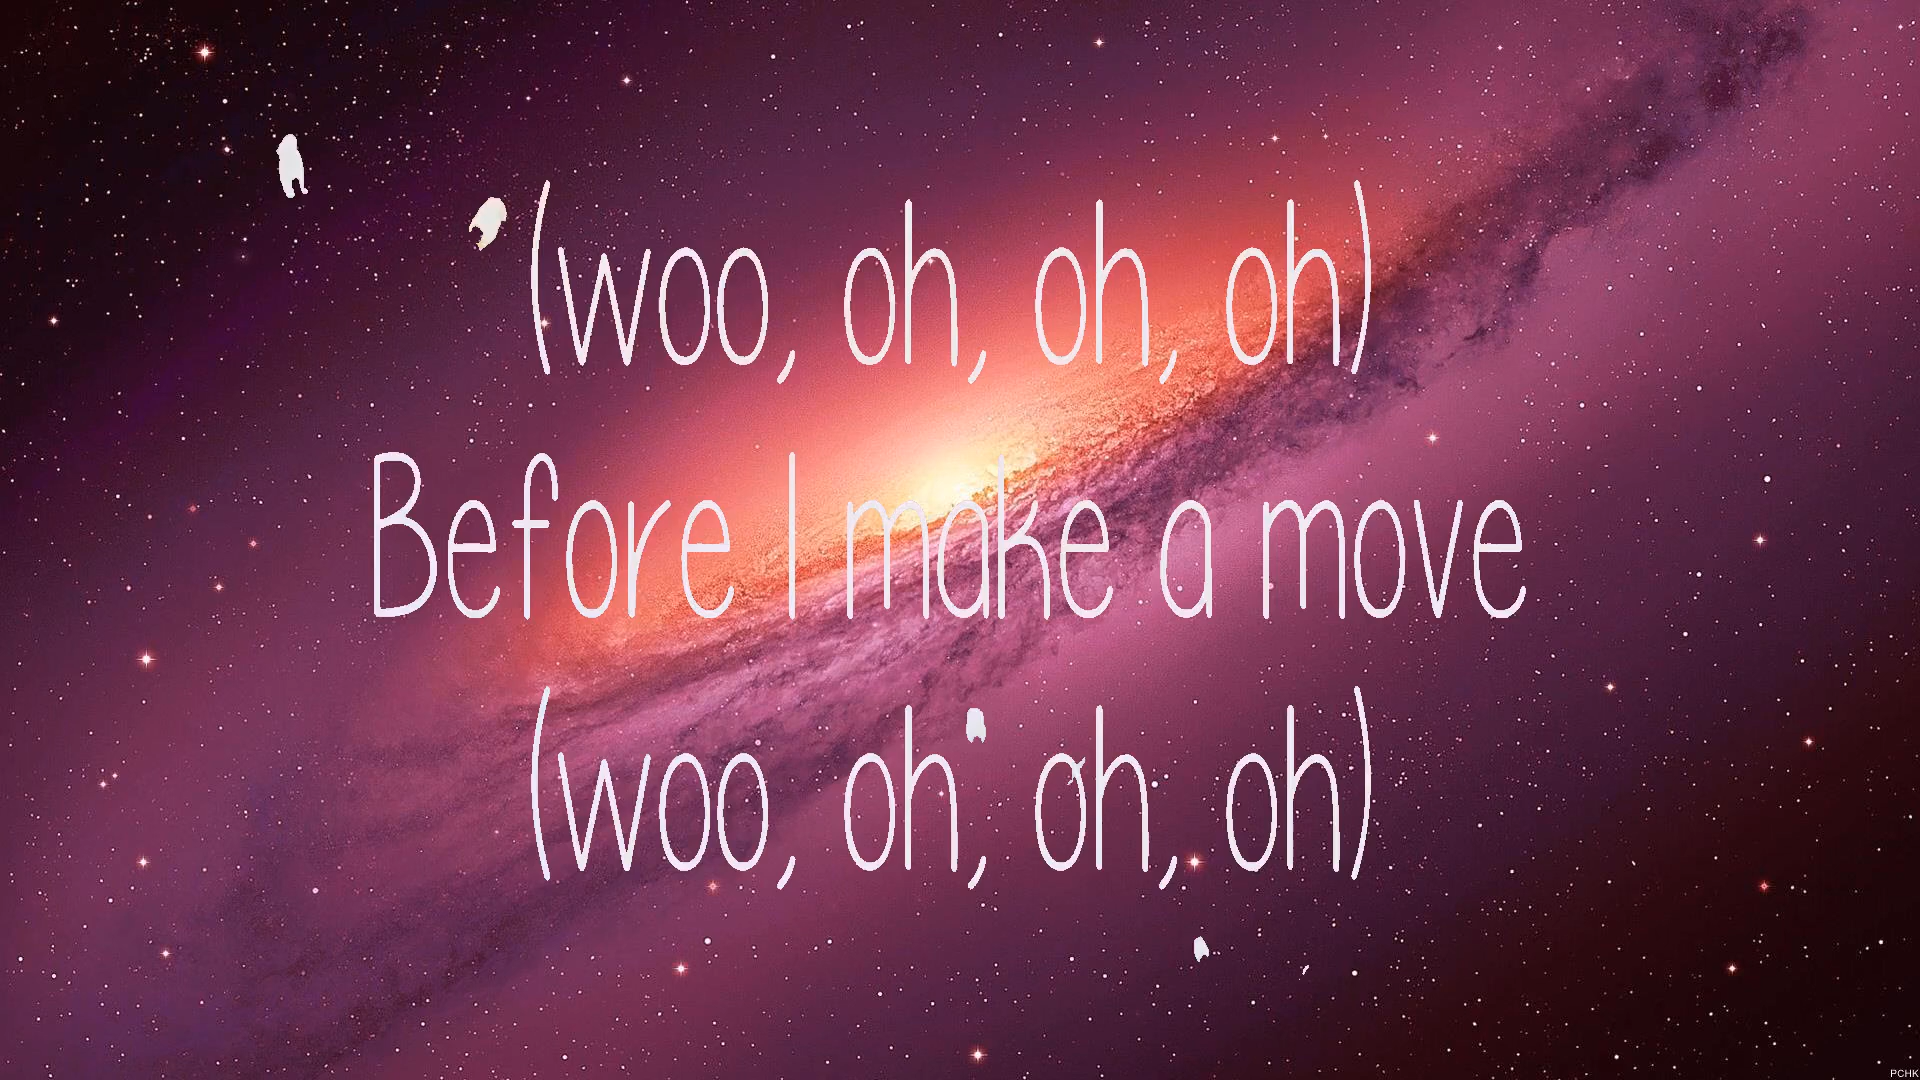 (woo, oh, oh, oh)
Before I make a move
(woo, oh, oh, oh)
PCHK